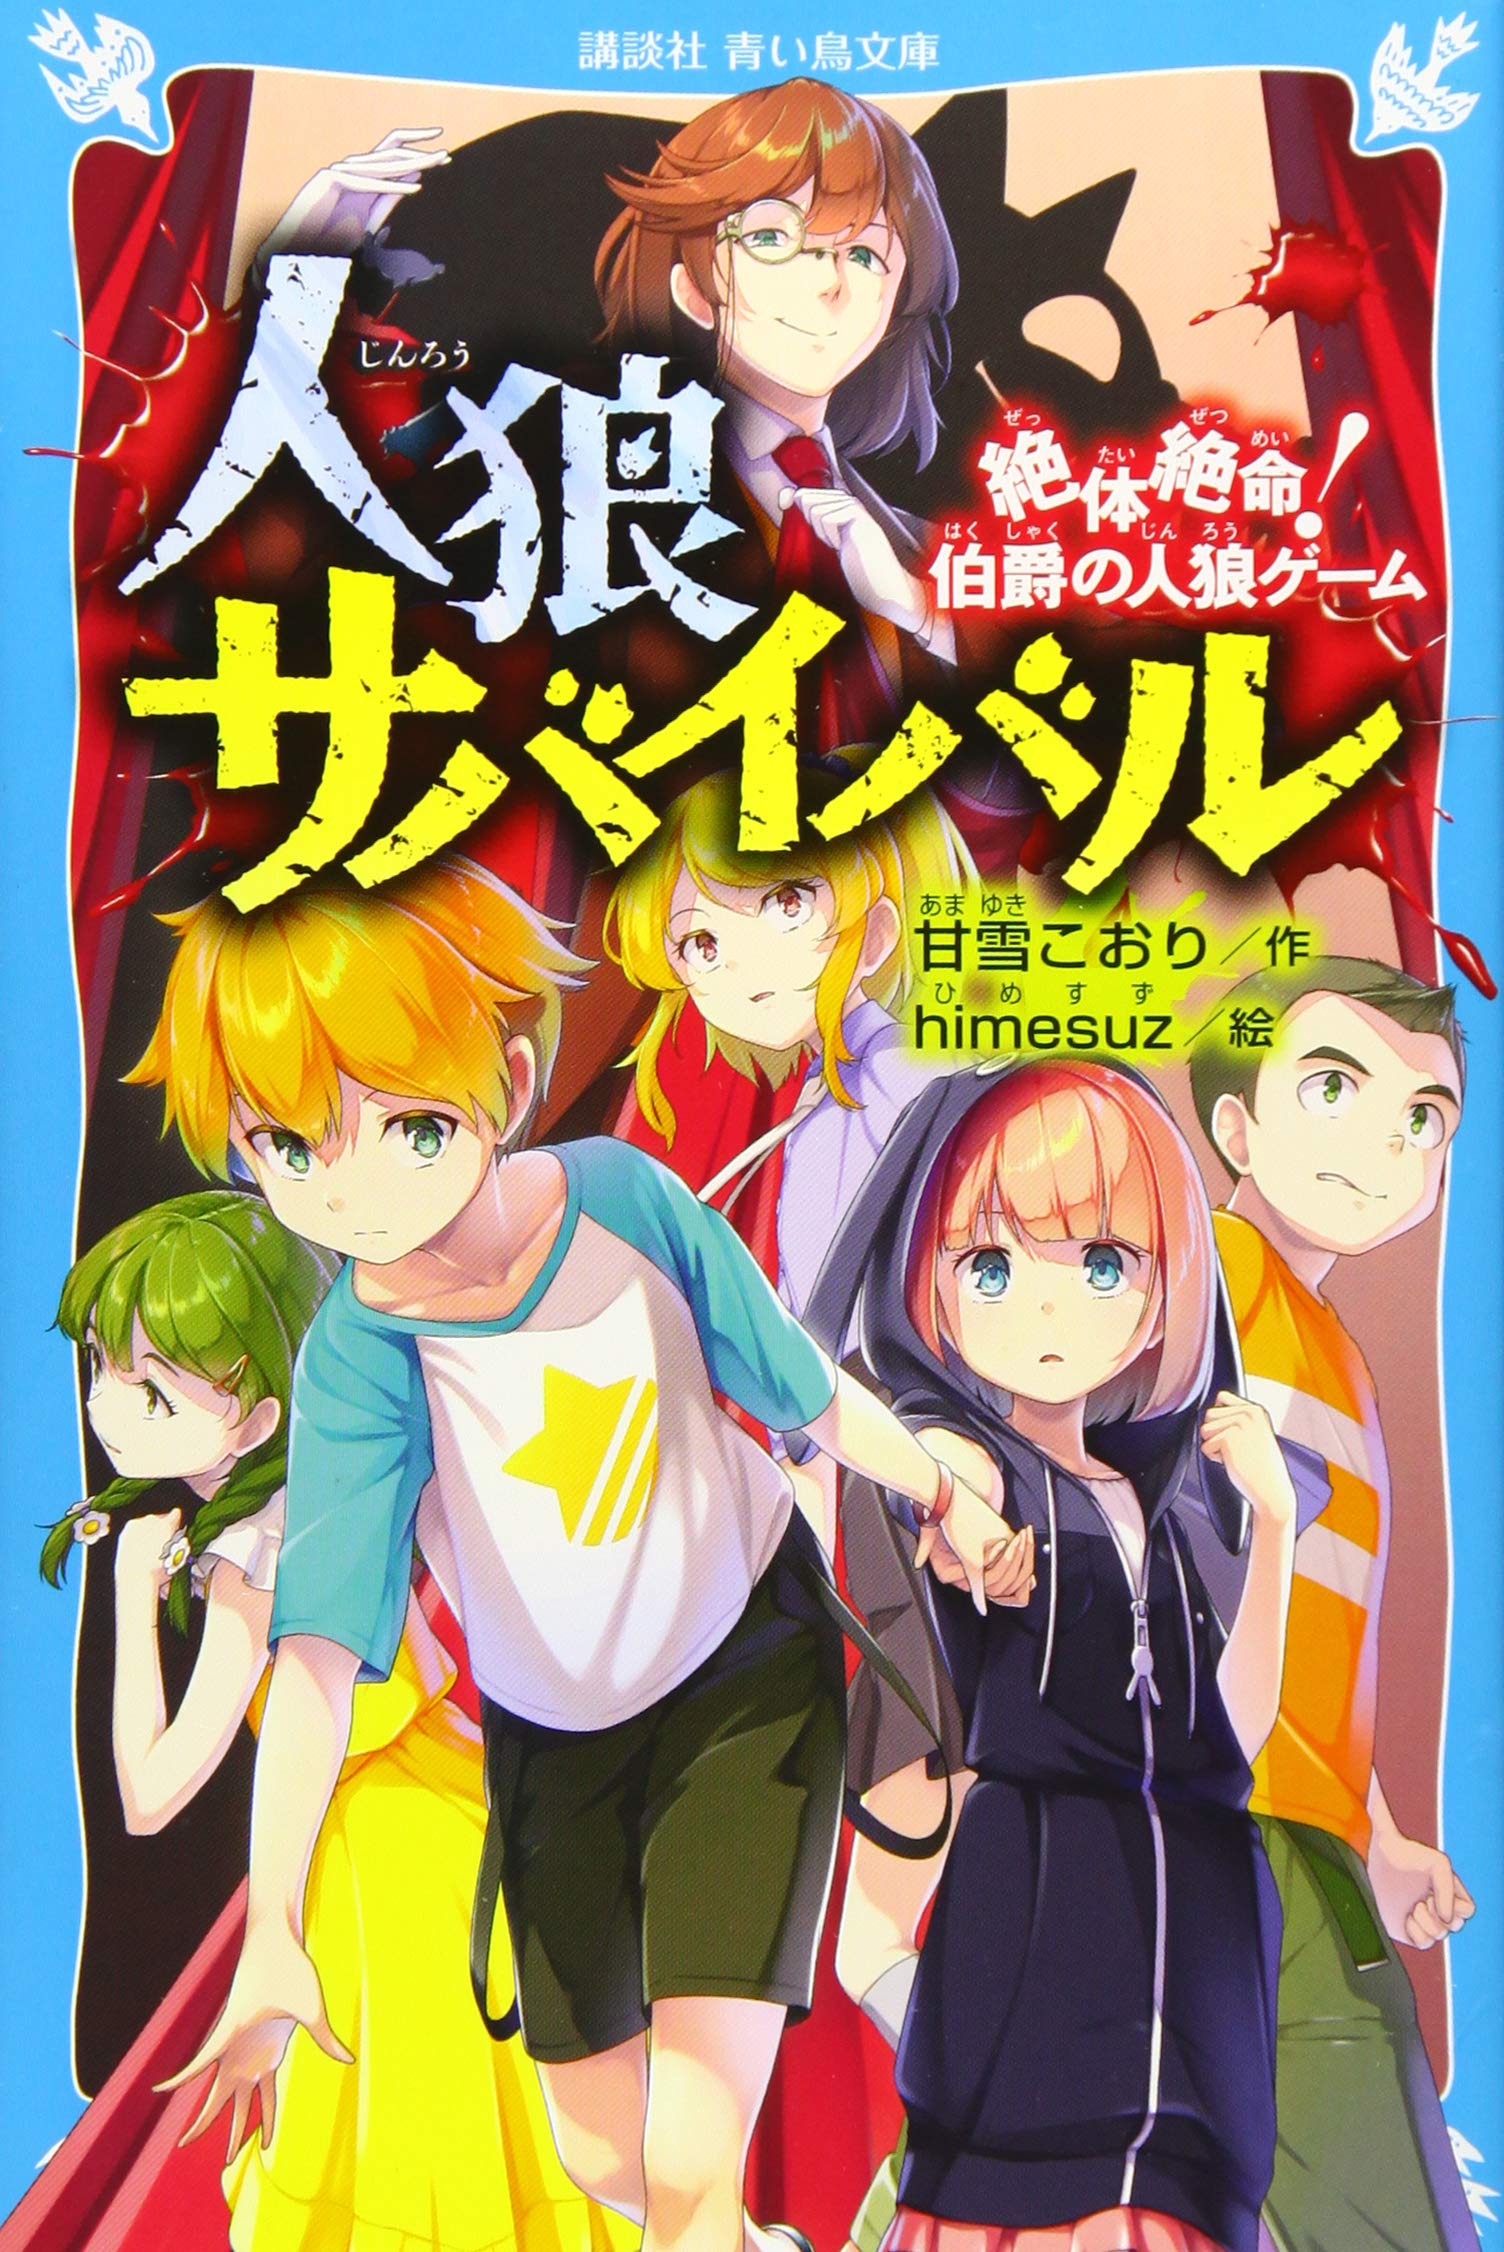 講談社 青い鳥文庫
じんろう
人狼
サバイバル
ぜっ たい ぜつ めい
絶体絶命!
はく しゃく じん ろう
伯爵の人狼ゲーム
あま ゆき
甘雪こおり／作
ひ め す ず
himesuz／絵